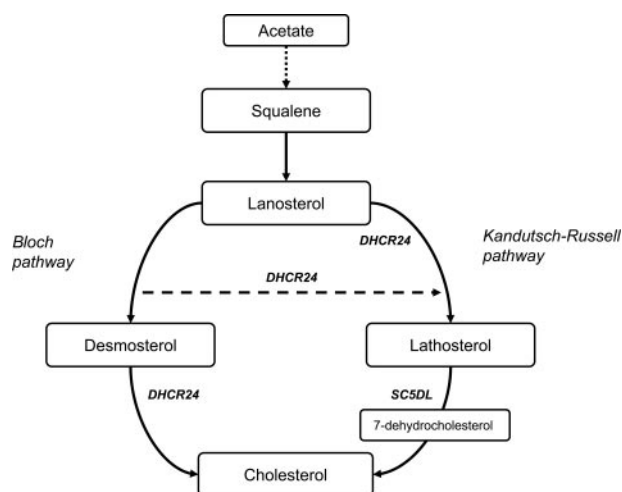 Acetate
Squalene
Lanosterol
Bloch
pathway
DHCR24
Kandutsch-Russell
pathway
DHCR24
Desmosterol
Lathosterol
DHCR24
SC5DL
7-dehydrocholesterol
Cholesterol